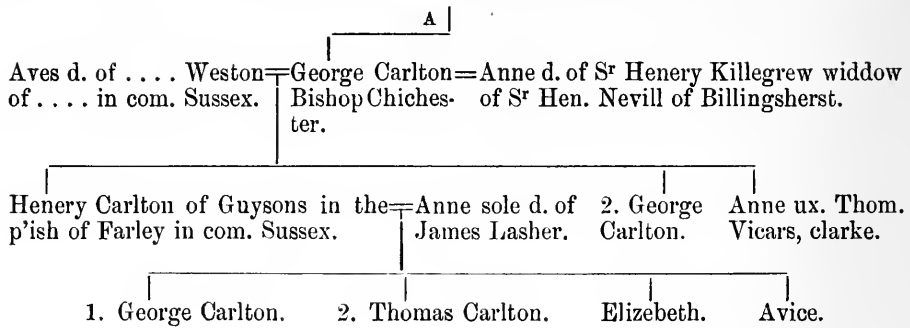 A
Aves d. of .... Weston=George Carlton=Anne d. of Sʳ Henery Killegrew widdow
of .... in com. Sussex. Bishop Chiches- of Sʳ Hen. Nevill of Billingsherst.
ter.
Henery Carlton of Guysons in the=Anne sole d. of 2. George Anne ux. Thom.
p'ish of Farley in com. Sussex. James Lasher. Carlton. Vicars, clarke.
1. George Carlton. 2. Thomas Carlton. Elizebeth. Avice.